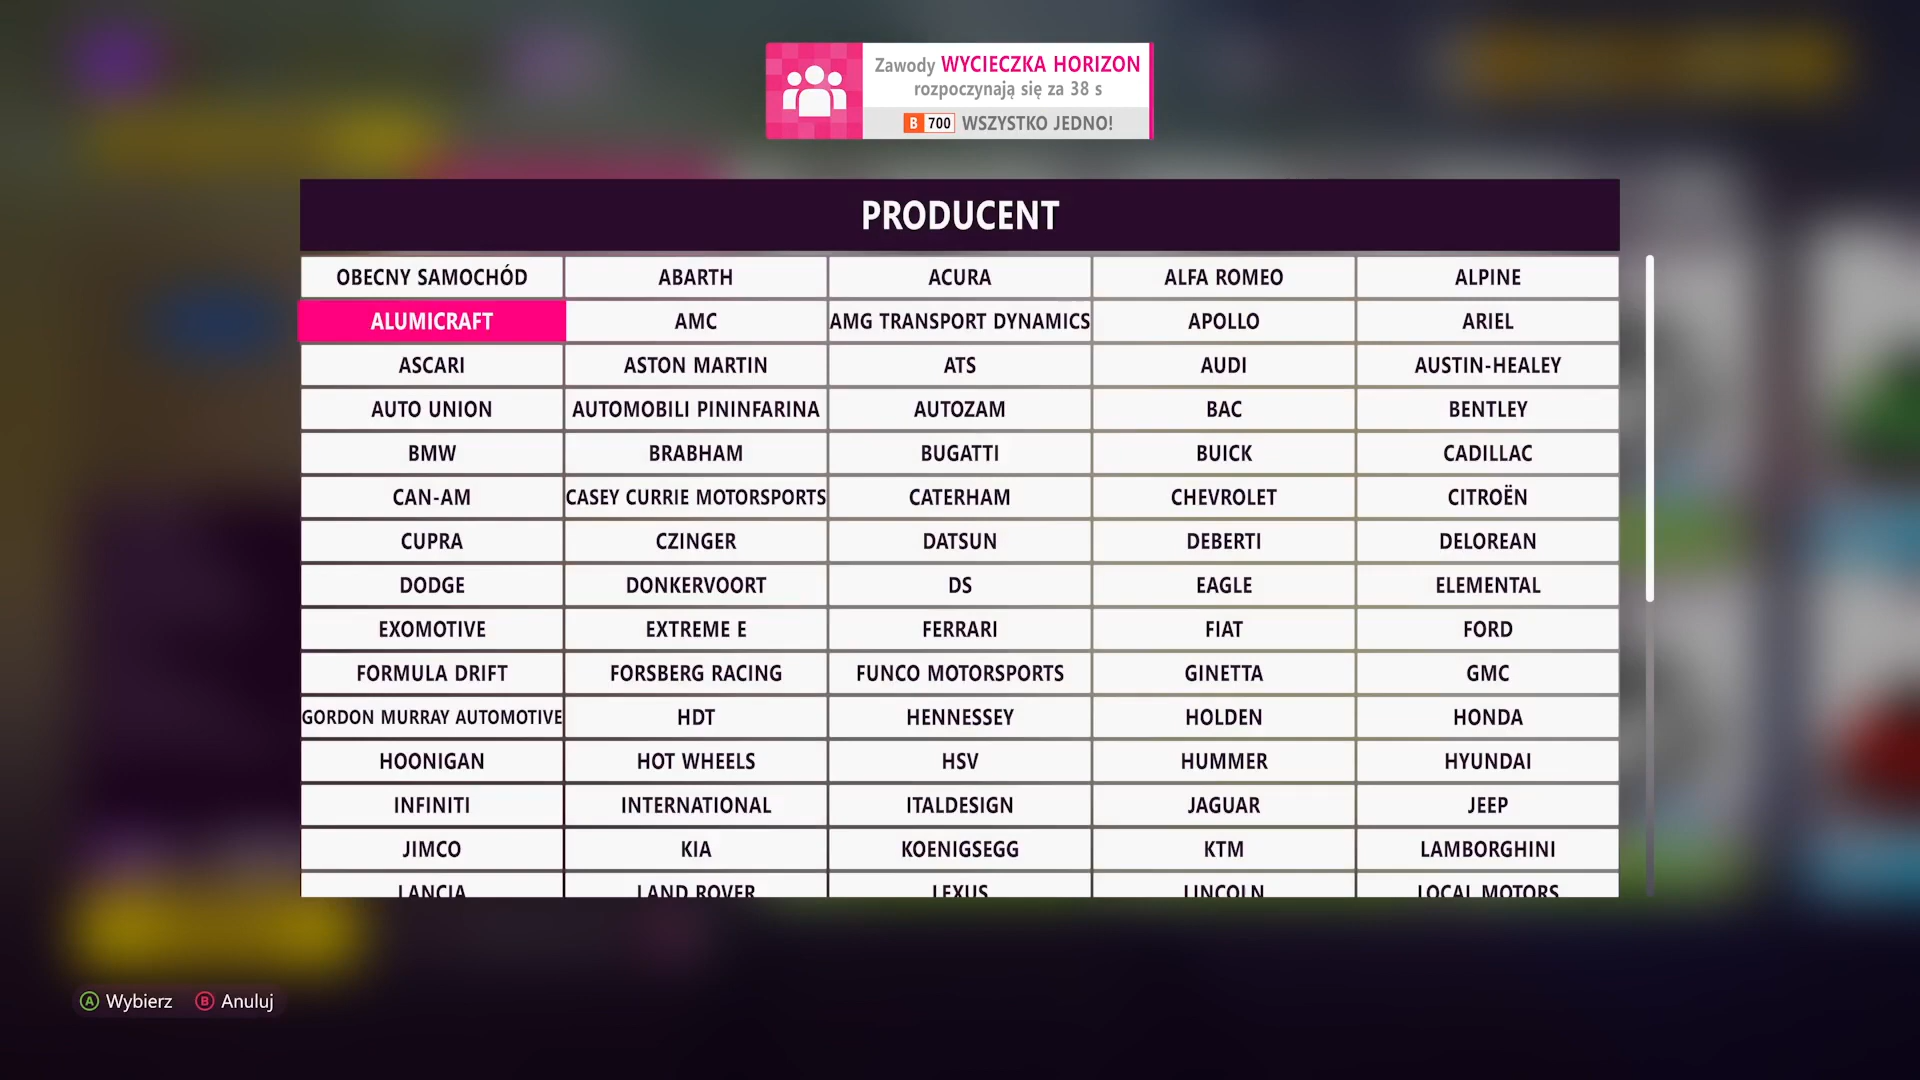 Zawody WYCIECZKA HORIZON
rozpoczynają się za 38 s
B 700 WSZYSTKO JEDNO!
PRODUCENT
OBECNY SAMOCHÓD ABARTH ACURA ALFA ROMEO ALPINE
ALUMICRAFT AMC AMG TRANSPORT DYNAMICS APOLLO ARIEL
ASCARI ASTON MARTIN ATS AUDI AUSTIN-HEALEY
AUTO UNION AUTOMOBILI PININFARINA AUTOZAM BAC BENTLEY
BMW BRABHAM BUGATTI BUICK CADILLAC
CAN-AM CASEY CURRIE MOTORSPORTS CATERHAM CHEVROLET CITROËN
CUPRA CZINGER DATSUN DEBERTI DELOREAN
DODGE DONKERVOORT DS EAGLE ELEMENTAL
EXOMOTIVE EXTREME E FERRARI FIAT FORD
FORMULA DRIFT FORSBERG RACING FUNCO MOTORSPORTS GINETTA GMC
GORDON MURRAY AUTOMOTIVE HDT HENNESSEY HOLDEN HONDA
HOONIGAN HOT WHEELS HSV HUMMER HYUNDAI
INFINITI INTERNATIONAL ITALDESIGN JAGUAR JEEP
JIMCO KIA KOENIGSEGG KTM LAMBORGHINI
LANCIA LAND ROVER LEXUS LINCOLN LOCAL MOTORS
A Wybierz B Anuluj